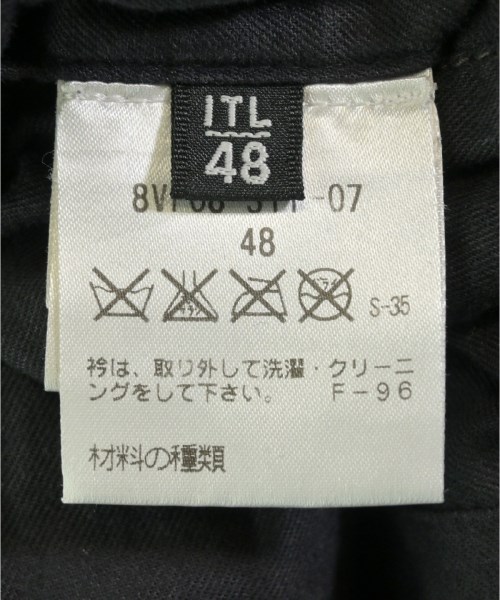 ITL
48
-07
48
S-35
衿は、取り外して洗濯・クリーニ
ングをして下さい。 F-96
材料の種類